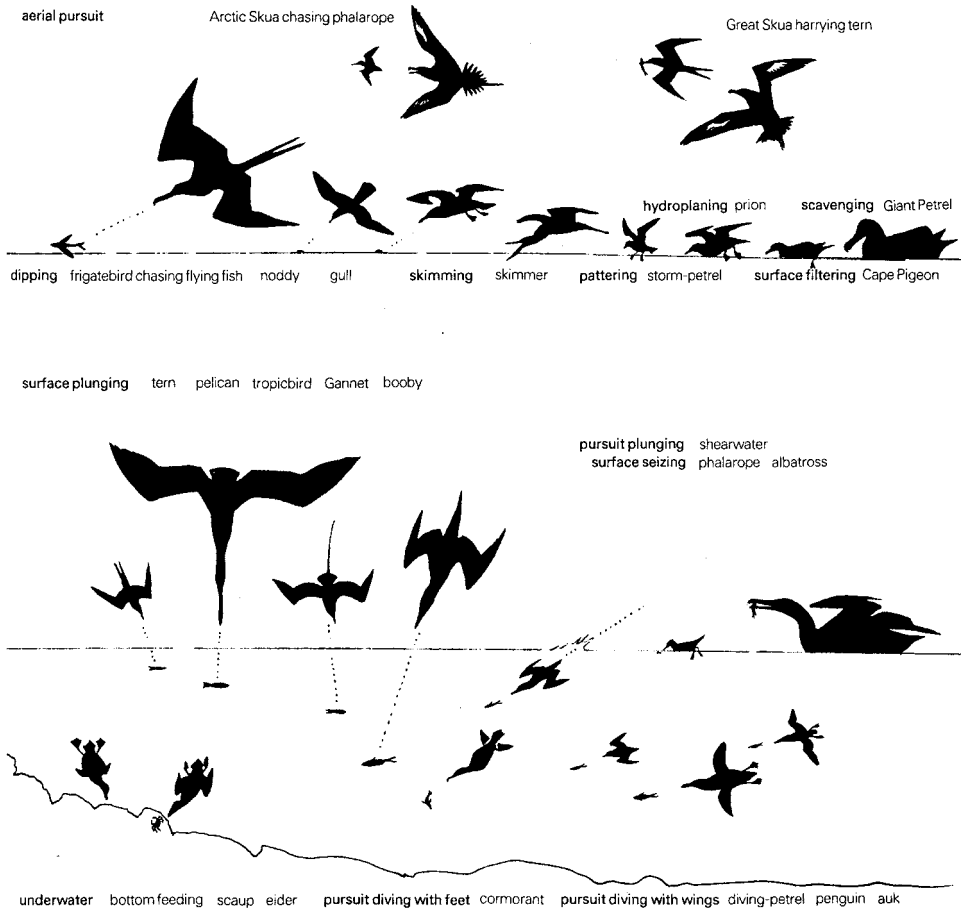 aerial pursuit Arctic Skua chasing phalarope Great Skua harrying tern
hydroplaning prion scavenging Giant Petrel
dipping frigatebird chasing flying fish noddy gull skimming skimmer pattering storm-petrel surface filtering Cape Pigeon
surface plunging tern pelican tropicbird Gannet booby
pursuit plunging shearwater
surface seizing phalarope albatross
underwater bottom feeding scaup eider pursuit diving with feet cormorant pursuit diving with wings diving-petrel penguin auk